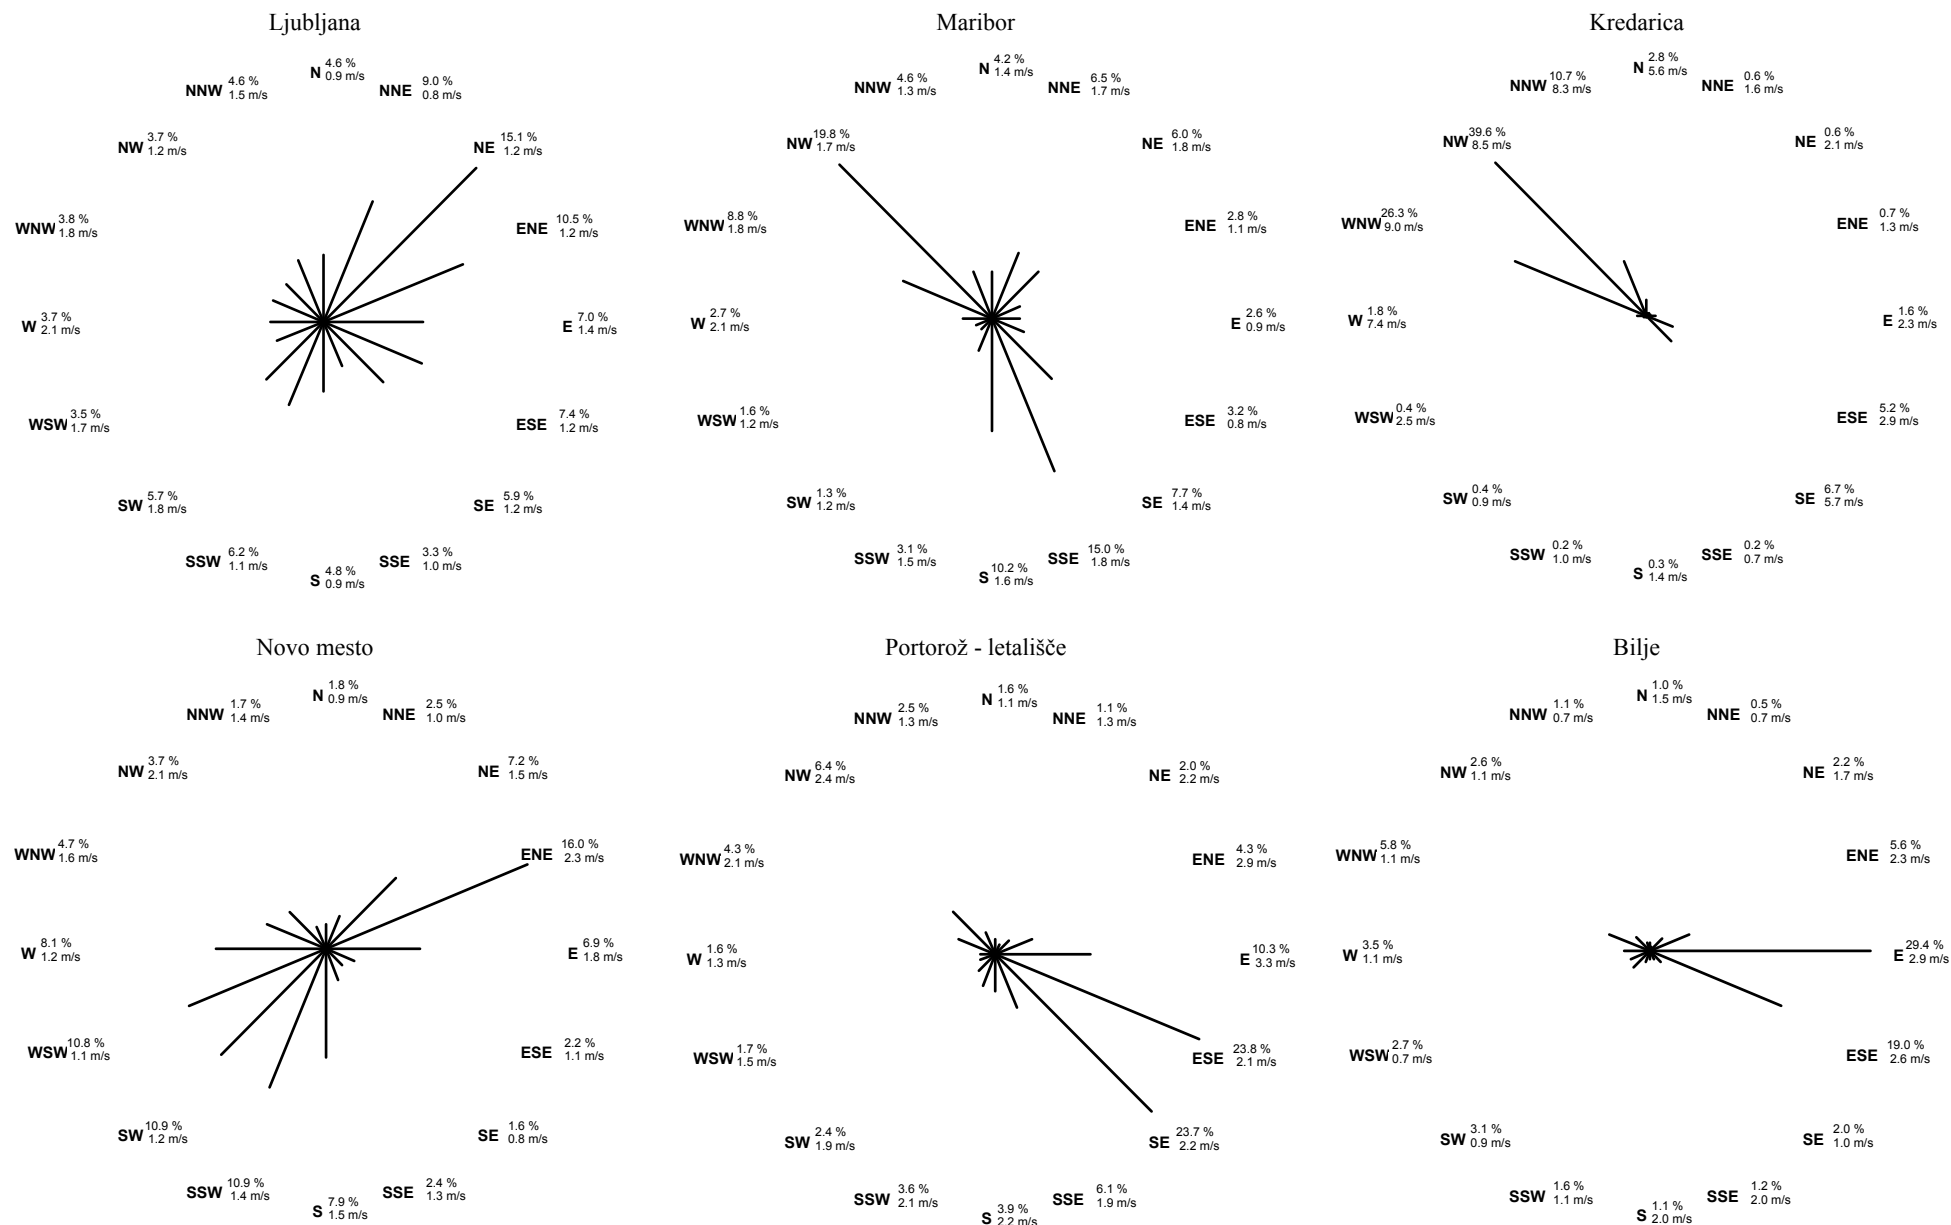 Ljubljana
N 4.6 %
0.9 m/s
NNE 9.0 %
0.8 m/s
NE 15.1 %
1.2 m/s
ENE 10.5 %
1.2 m/s
E 7.0 %
1.4 m/s
ESE 7.4 %
1.2 m/s
SE 5.9 %
1.2 m/s
SSE 3.3 %
1.0 m/s
S 4.8 %
0.9 m/s
SSW 6.2 %
1.1 m/s
SW 5.7 %
1.8 m/s
WSW 3.5 %
1.7 m/s
W 3.7 %
2.1 m/s
WNW 3.8 %
1.8 m/s
NW 3.7 %
1.2 m/s
NNW 4.6 %
1.5 m/s
Maribor
N 4.2 %
1.4 m/s
NNE 6.5 %
1.7 m/s
NE 6.0 %
1.8 m/s
ENE 2.8 %
1.1 m/s
E 2.6 %
0.9 m/s
ESE 3.2 %
0.8 m/s
SE 7.7 %
1.4 m/s
SSE 15.0 %
1.8 m/s
S 10.2 %
1.6 m/s
SSW 3.1 %
1.5 m/s
SW 1.3 %
1.2 m/s
WSW 1.6 %
1.2 m/s
W 2.7 %
2.1 m/s
WNW 8.8 %
1.8 m/s
NW 19.8 %
1.7 m/s
NNW 4.6 %
1.3 m/s
Kredarica
N 2.8 %
5.6 m/s
NNE 0.6 %
1.6 m/s
NE 0.6 %
2.1 m/s
ENE 0.7 %
1.3 m/s
E 1.6 %
2.3 m/s
ESE 5.2 %
2.9 m/s
SE 6.7 %
5.7 m/s
SSE 0.2 %
0.7 m/s
S 0.3 %
1.4 m/s
SSW 0.2 %
1.0 m/s
SW 0.4 %
0.9 m/s
WSW 0.4 %
2.5 m/s
W 1.8 %
7.4 m/s
WNW 26.3 %
9.0 m/s
NW 39.6 %
8.5 m/s
NNW 10.7 %
8.3 m/s
Novo mesto
N 1.8 %
0.9 m/s
NNE 2.5 %
1.0 m/s
NE 7.2 %
1.5 m/s
ENE 16.0 %
2.3 m/s
E 6.9 %
1.8 m/s
ESE 2.2 %
1.1 m/s
SE 1.6 %
0.8 m/s
SSE 2.4 %
1.3 m/s
S 7.9 %
1.5 m/s
SSW 10.9 %
1.4 m/s
SW 10.9 %
1.2 m/s
WSW 10.8 %
1.1 m/s
W 8.1 %
1.2 m/s
WNW 4.7 %
1.6 m/s
NW 3.7 %
2.1 m/s
NNW 1.7 %
1.4 m/s
Portorož - letališče
N 1.6 %
1.1 m/s
NNE 1.1 %
1.3 m/s
NE 2.0 %
2.2 m/s
ENE 4.3 %
2.9 m/s
E 10.3 %
3.3 m/s
ESE 23.8 %
2.1 m/s
SE 23.7 %
2.2 m/s
SSE 6.1 %
1.9 m/s
S 3.9 %
2.2 m/s
SSW 3.6 %
2.1 m/s
SW 2.4 %
1.9 m/s
WSW 1.7 %
1.5 m/s
W 1.6 %
1.3 m/s
WNW 4.3 %
2.1 m/s
NW 6.4 %
2.4 m/s
NNW 2.5 %
1.3 m/s
Bilje
N 1.0 %
1.5 m/s
NNE 0.5 %
0.7 m/s
NE 2.2 %
1.7 m/s
ENE 5.6 %
2.3 m/s
E 29.4 %
2.9 m/s
ESE 19.0 %
2.6 m/s
SE 2.0 %
1.0 m/s
SSE 1.2 %
2.0 m/s
S 1.1 %
2.0 m/s
SSW 1.6 %
1.1 m/s
SW 3.1 %
0.9 m/s
WSW 2.7 %
0.7 m/s
W 3.5 %
1.1 m/s
WNW 5.8 %
1.1 m/s
NW 2.6 %
1.1 m/s
NNW 1.1 %
0.7 m/s